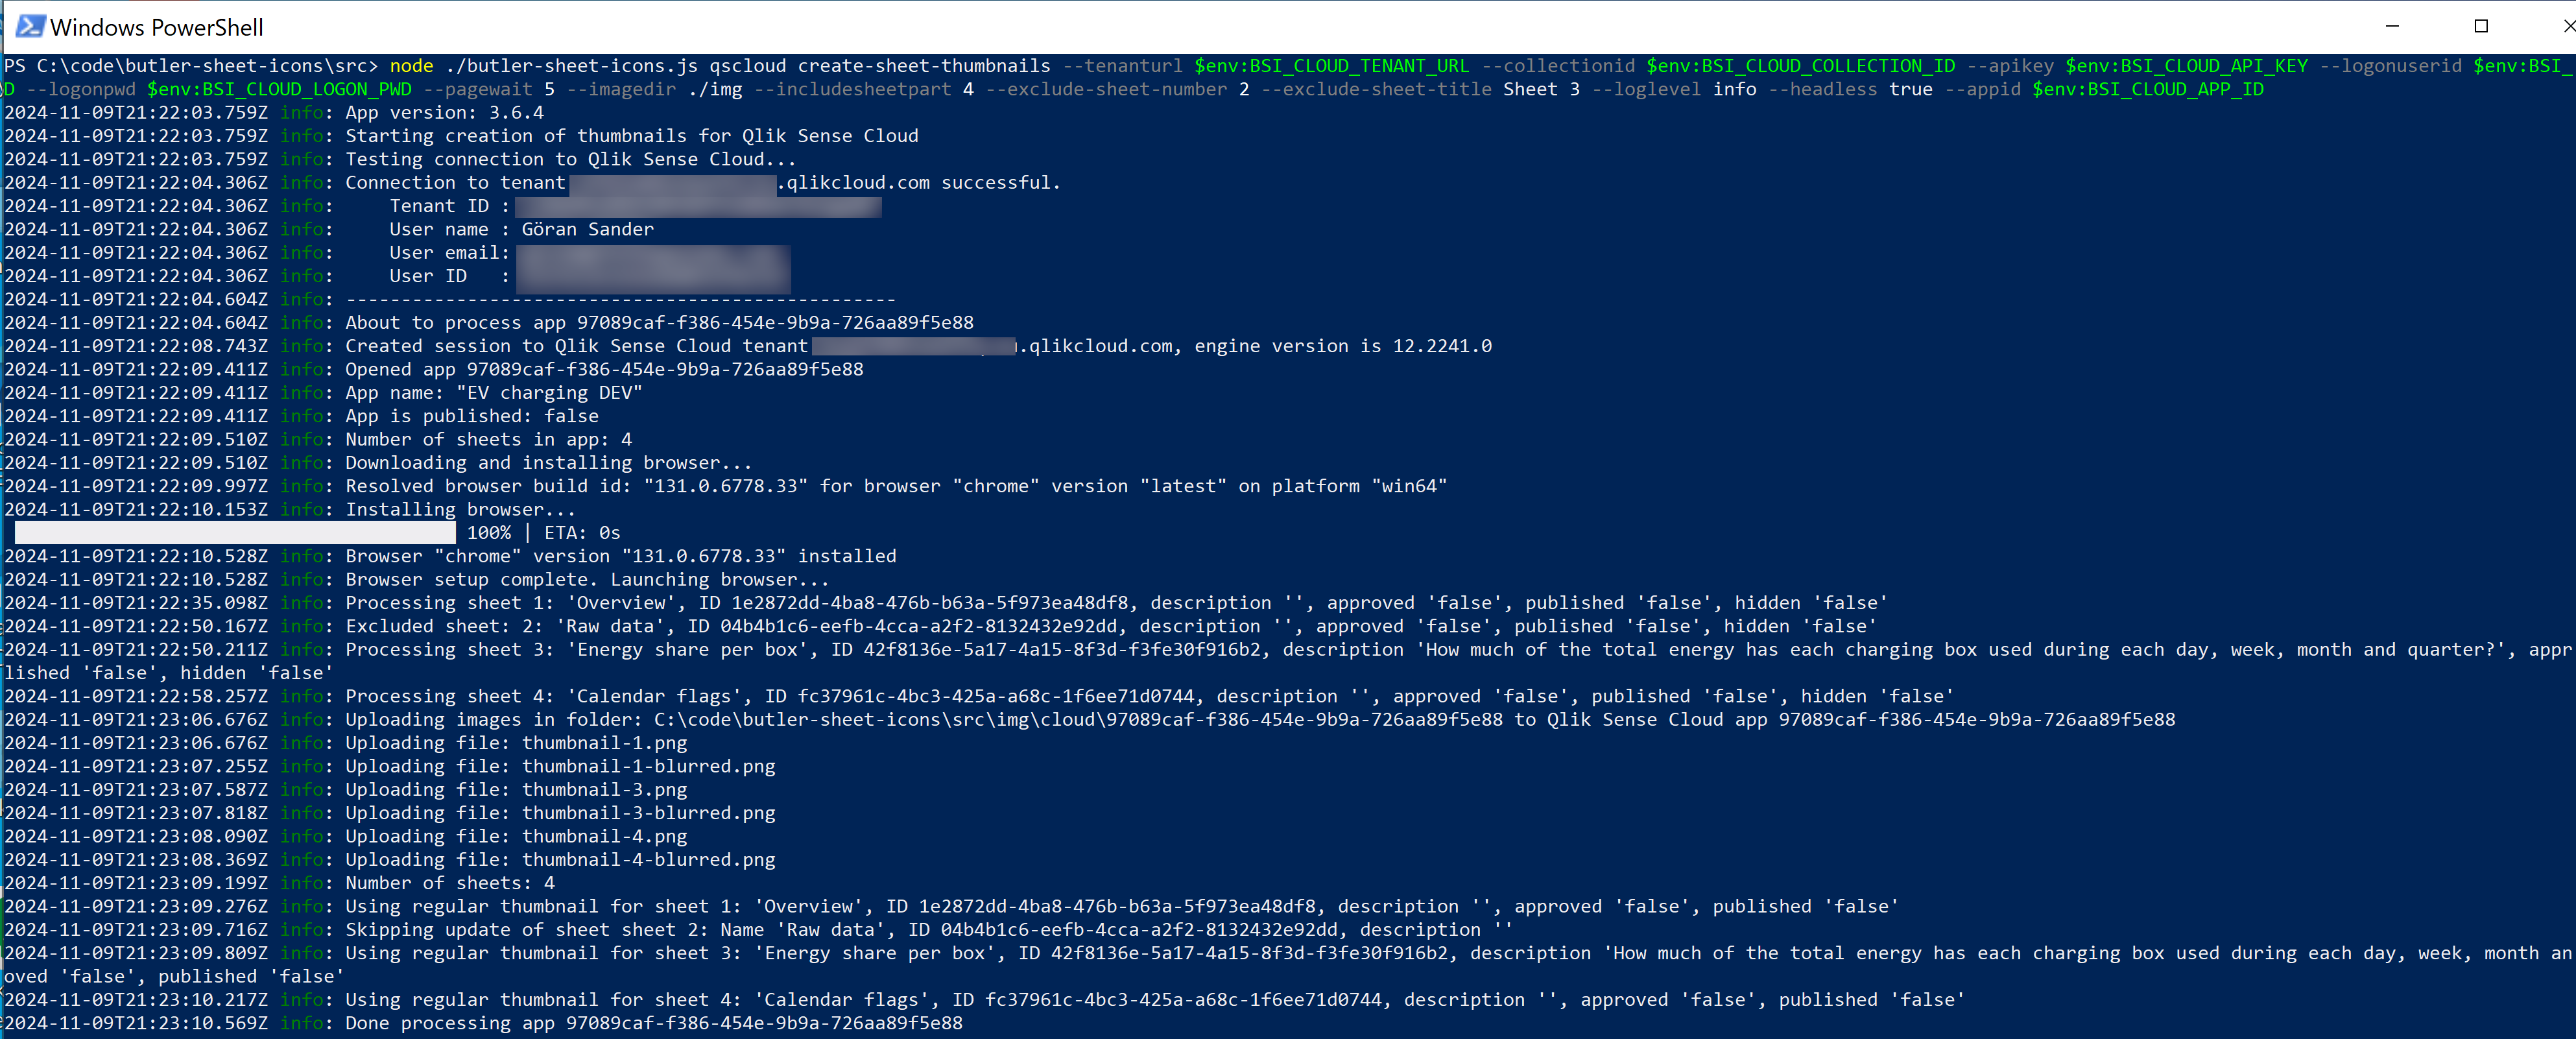 Windows PowerShell
PS C:\code\butler-sheet-icons\src> node ./butler-sheet-icons.js qscloud create-sheet-thumbnails --tenanturl $env:BSI_CLOUD_TENANT_URL --collectionid $env:BSI_CLOUD_COLLECTION_ID --apikey $env:BSI_CLOUD_API_KEY --logonuserid $env:BSI_
D --logonpwd $env:BSI_CLOUD_LOGON_PWD --pagewait 5 --imagedir ./img --includesheetpart 4 --exclude-sheet-number 2 --exclude-sheet-title Sheet 3 --loglevel info --headless true --appid $env:BSI_CLOUD_APP_ID
2024-11-09T21:22:03.759Z info: App version: 3.6.4
2024-11-09T21:22:03.759Z info: Starting creation of thumbnails for Qlik Sense Cloud
2024-11-09T21:22:03.759Z info: Testing connection to Qlik Sense Cloud...
2024-11-09T21:22:04.306Z info: Connection to tenant .qlikcloud.com successful.
2024-11-09T21:22:04.306Z info:     Tenant ID :
2024-11-09T21:22:04.306Z info:     User name : Göran Sander
2024-11-09T21:22:04.306Z info:     User email:
2024-11-09T21:22:04.306Z info:     User ID   :
2024-11-09T21:22:04.604Z info: --------------------------------------------------
2024-11-09T21:22:04.604Z info: About to process app 97089caf-f386-454e-9b9a-726aa89f5e88
2024-11-09T21:22:08.743Z info: Created session to Qlik Sense Cloud tenant .qlikcloud.com, engine version is 12.2241.0
2024-11-09T21:22:09.411Z info: Opened app 97089caf-f386-454e-9b9a-726aa89f5e88
2024-11-09T21:22:09.411Z info: App name: "EV charging DEV"
2024-11-09T21:22:09.411Z info: App is published: false
2024-11-09T21:22:09.510Z info: Number of sheets in app: 4
2024-11-09T21:22:09.510Z info: Downloading and installing browser...
2024-11-09T21:22:09.997Z info: Resolved browser build id: "131.0.6778.33" for browser "chrome" version "latest" on platform "win64"
2024-11-09T21:22:10.153Z info: Installing browser...
100% | ETA: 0s
2024-11-09T21:22:10.528Z info: Browser "chrome" version "131.0.6778.33" installed
2024-11-09T21:22:10.528Z info: Browser setup complete. Launching browser...
2024-11-09T21:22:35.098Z info: Processing sheet 1: 'Overview', ID 1e2872dd-4ba8-476b-b63a-5f973ea48df8, description '', approved 'false', published 'false', hidden 'false'
2024-11-09T21:22:50.167Z info: Excluded sheet: 2: 'Raw data', ID 04b4b1c6-eefb-4cca-a2f2-8132432e92dd, description '', approved 'false', published 'false', hidden 'false'
2024-11-09T21:22:50.211Z info: Processing sheet 3: 'Energy share per box', ID 42f8136e-5a17-4a15-8f3d-f3fe30f916b2, description 'How much of the total energy has each charging box used during each day, week, month and quarter?', appr
lished 'false', hidden 'false'
2024-11-09T21:22:58.257Z info: Processing sheet 4: 'Calendar flags', ID fc37961c-4bc3-425a-a68c-1f6ee71d0744, description '', approved 'false', published 'false', hidden 'false'
2024-11-09T21:23:06.676Z info: Uploading images in folder: C:\code\butler-sheet-icons\src\img\cloud\97089caf-f386-454e-9b9a-726aa89f5e88 to Qlik Sense Cloud app 97089caf-f386-454e-9b9a-726aa89f5e88
2024-11-09T21:23:06.676Z info: Uploading file: thumbnail-1.png
2024-11-09T21:23:07.255Z info: Uploading file: thumbnail-1-blurred.png
2024-11-09T21:23:07.587Z info: Uploading file: thumbnail-3.png
2024-11-09T21:23:07.818Z info: Uploading file: thumbnail-3-blurred.png
2024-11-09T21:23:08.090Z info: Uploading file: thumbnail-4.png
2024-11-09T21:23:08.369Z info: Uploading file: thumbnail-4-blurred.png
2024-11-09T21:23:09.199Z info: Number of sheets: 4
2024-11-09T21:23:09.276Z info: Using regular thumbnail for sheet 1: 'Overview', ID 1e2872dd-4ba8-476b-b63a-5f973ea48df8, description '', approved 'false', published 'false'
2024-11-09T21:23:09.716Z info: Skipping update of sheet sheet 2: Name 'Raw data', ID 04b4b1c6-eefb-4cca-a2f2-8132432e92dd, description ''
2024-11-09T21:23:09.809Z info: Using regular thumbnail for sheet 3: 'Energy share per box', ID 42f8136e-5a17-4a15-8f3d-f3fe30f916b2, description 'How much of the total energy has each charging box used during each day, week, month an
oved 'false', published 'false'
2024-11-09T21:23:10.217Z info: Using regular thumbnail for sheet 4: 'Calendar flags', ID fc37961c-4bc3-425a-a68c-1f6ee71d0744, description '', approved 'false', published 'false'
2024-11-09T21:23:10.569Z info: Done processing app 97089caf-f386-454e-9b9a-726aa89f5e88